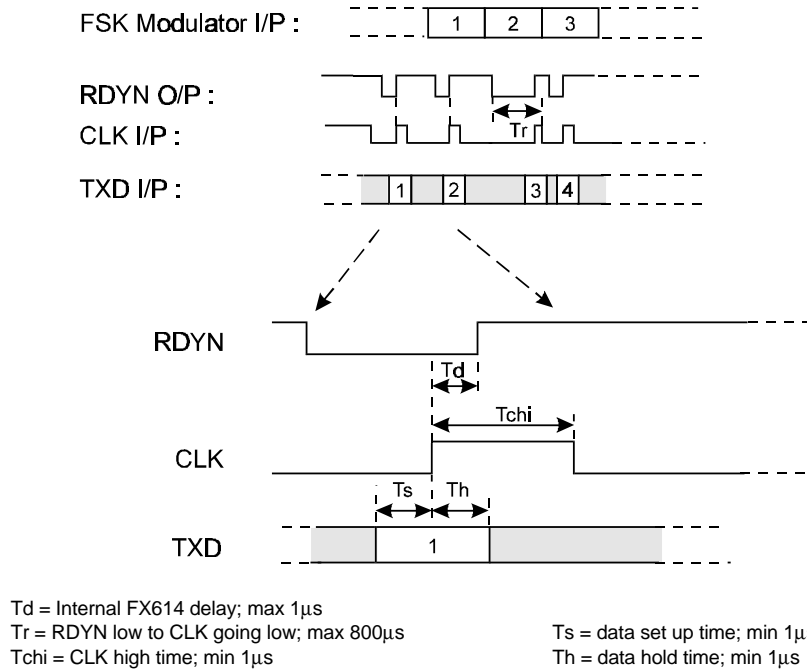 FSK Modulator I/P :
1 2 3
RDYN O/P :
Tr
CLK I/P :
TXD I/P :
1 2 3 4
RDYN
Td
Tchi
CLK
Ts Th
TXD
1
Td = Internal FX614 delay; max 1μs
Tr = RDYN low to CLK going low; max 800μs
Tchi = CLK high time; min 1μs
Ts = data set up time; min 1μ
Th = data hold time; min 1μs